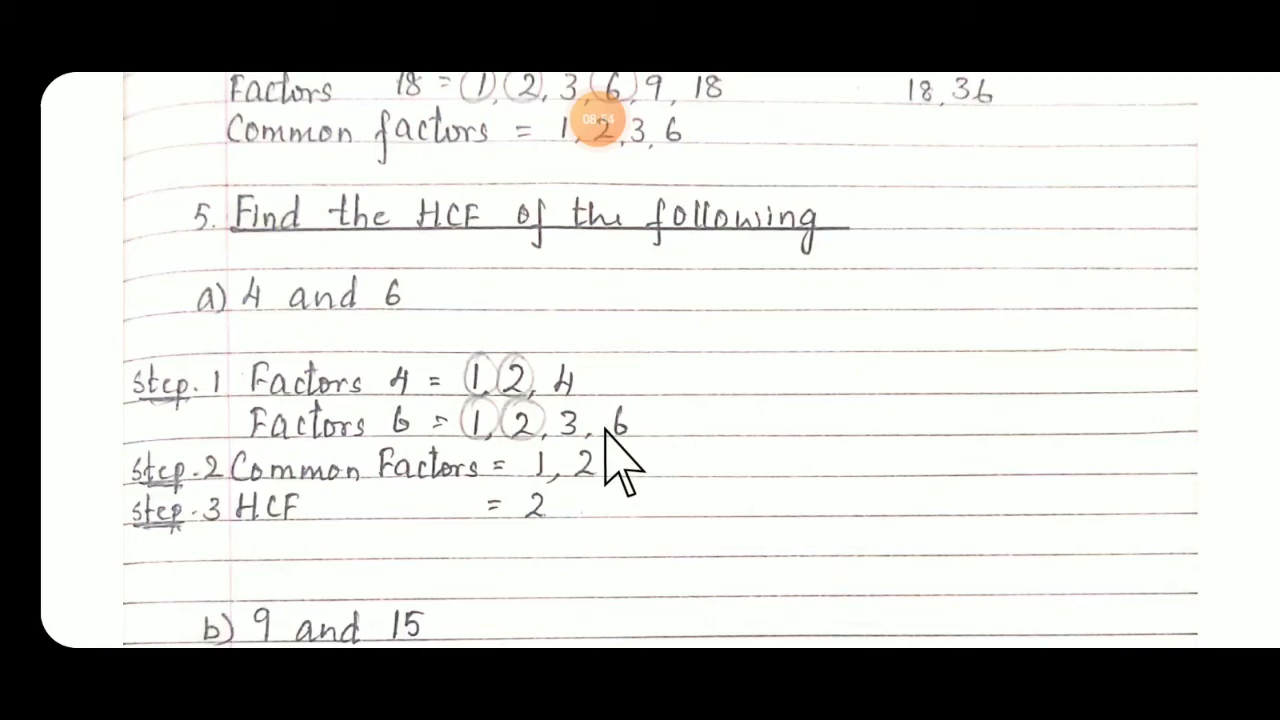 Factors 18 = 1, 2, 3, 6, 9, 18 18, 36
Common factors = 1, 2, 3, 6
08:54
5. Find the HCF of the following
a) 4 and 6
Step. 1 Factors 4 = 1, 2, 4
Factors 6 = 1, 2, 3, 6
Step. 2 Common Factors = 1, 2
Step. 3 HCF = 2
b) 9 and 15